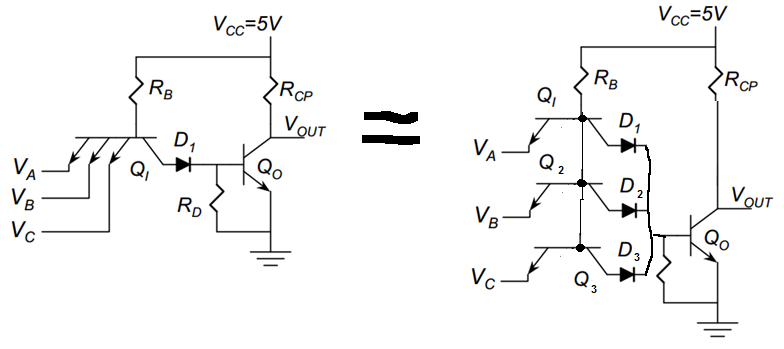 VCC=5V
RB
RCP
VOUT
D1
VA
QI
QO
VB
RD
VC
≅
VCC=5V
RB
RCP
QI
D1
VA
Q2
D2
VB
VOUT
QO
D3
VC
Q3